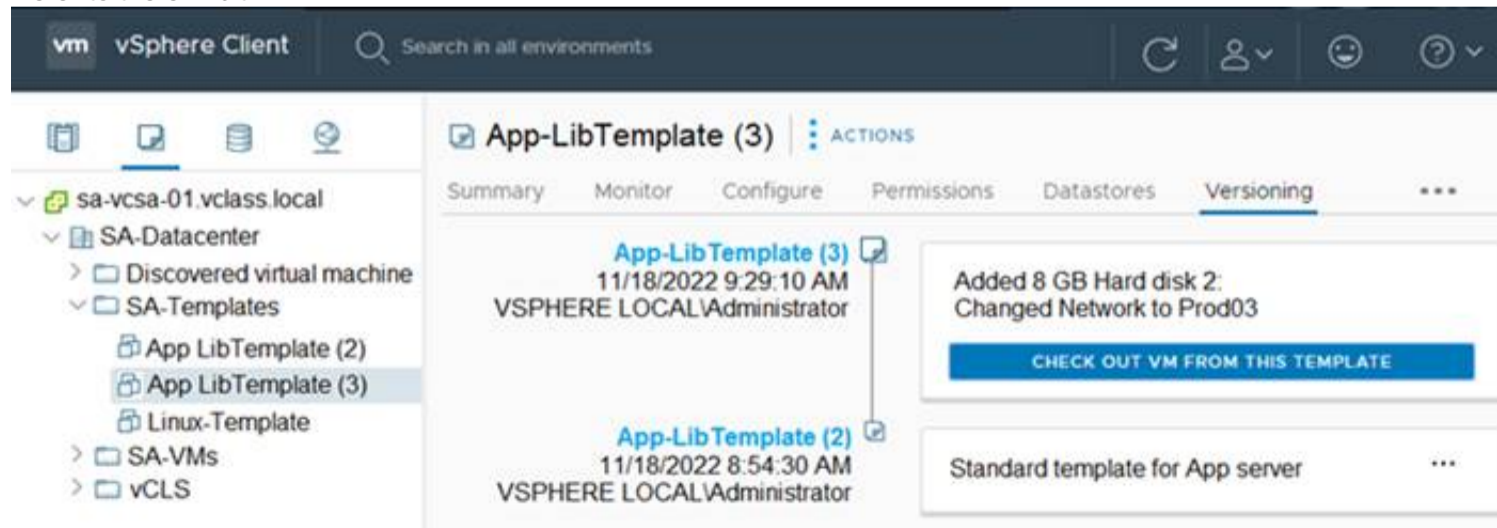 vm vSphere Client Search in all environments
App-LibTemplate (3) ACTIONS
Summary Monitor Configure Permissions Datastores Versioning
sa-vcsa-01.vclass.local
SA-Datacenter
Discovered virtual machine
SA-Templates
App LibTemplate (2)
App LibTemplate (3)
Linux-Template
SA-VMs
vCLS
App-LibTemplate (3)
11/18/2022 9:29:10 AM
VSPHERE LOCAL\Administrator
Added 8 GB Hard disk 2:
Changed Network to Prod03
CHECK OUT VM FROM THIS TEMPLATE
App-LibTemplate (2)
11/18/2022 8:54:30 AM
VSPHERE LOCAL\Administrator
Standard template for App server